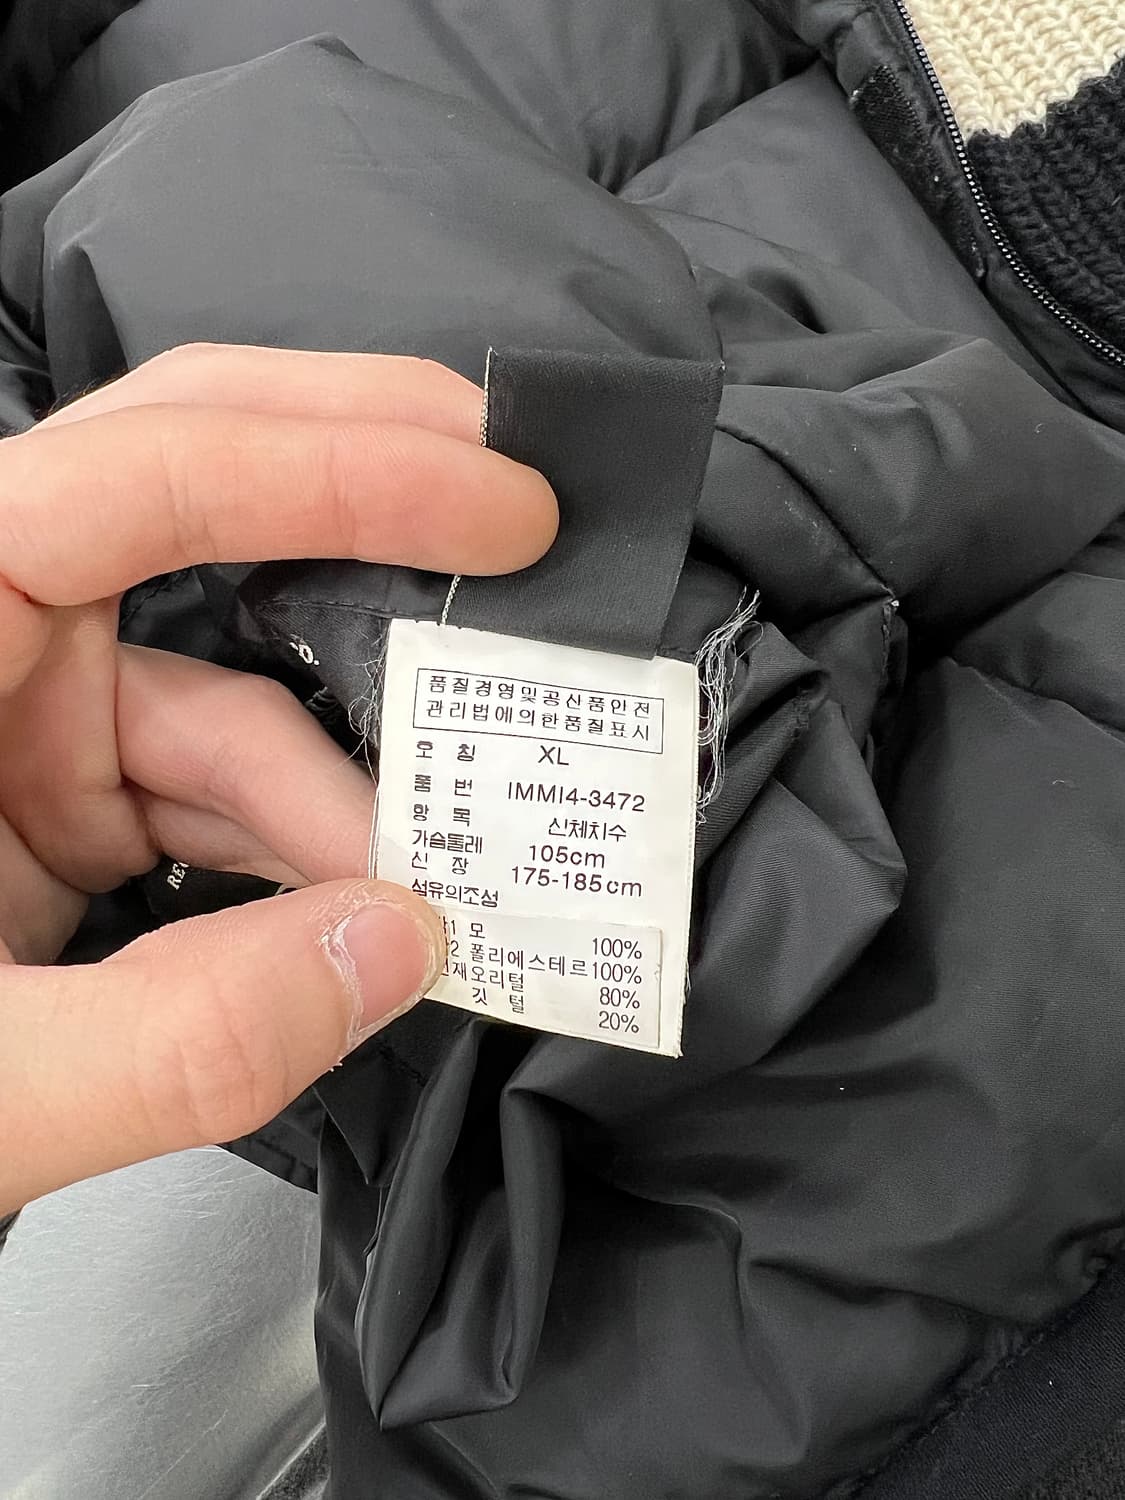 품질경영및공산품안전
관리법에의한품질표시
호 칭 XL
품 번 IMM14-3472
항 목 신체치수
가슴둘레 105cm
신 장 175-185cm
섬유의조성
1 모 100%
2 폴리에스테르 100%
오리털 80%
깃 털 20%